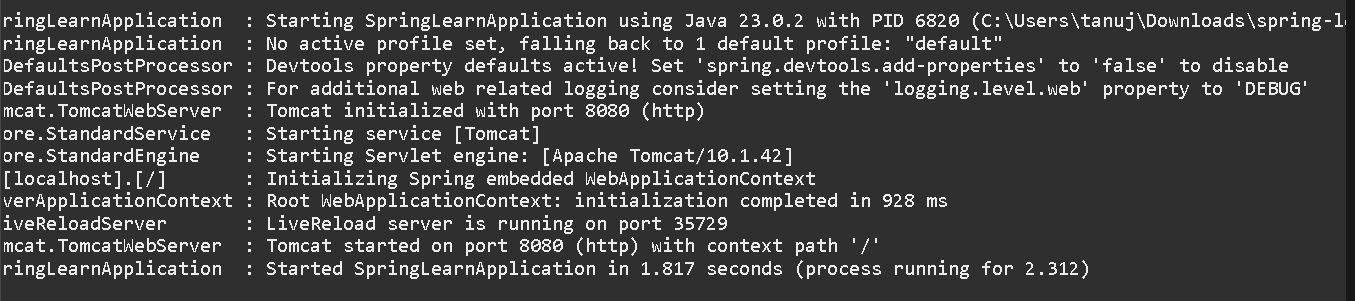 ringLearnApplication : Starting SpringLearnApplication using Java 23.0.2 with PID 6820 (C:\Users\tanuj\Downloads\spring-le
ringLearnApplication : No active profile set, falling back to 1 default profile: "default"
DefaultsPostProcessor : Devtools property defaults active! Set 'spring.devtools.add-properties' to 'false' to disable
DefaultsPostProcessor : For additional web related logging consider setting the 'logging.level.web' property to 'DEBUG'
mcat.TomcatWebServer : Tomcat initialized with port 8080 (http)
ore.StandardService : Starting service [Tomcat]
ore.StandardEngine : Starting Servlet engine: [Apache Tomcat/10.1.42]
[localhost].[/] : Initializing Spring embedded WebApplicationContext
verApplicationContext : Root WebApplicationContext: initialization completed in 928 ms
iveReloadServer : LiveReload server is running on port 35729
mcat.TomcatWebServer : Tomcat started on port 8080 (http) with context path '/'
ringLearnApplication : Started SpringLearnApplication in 1.817 seconds (process running for 2.312)